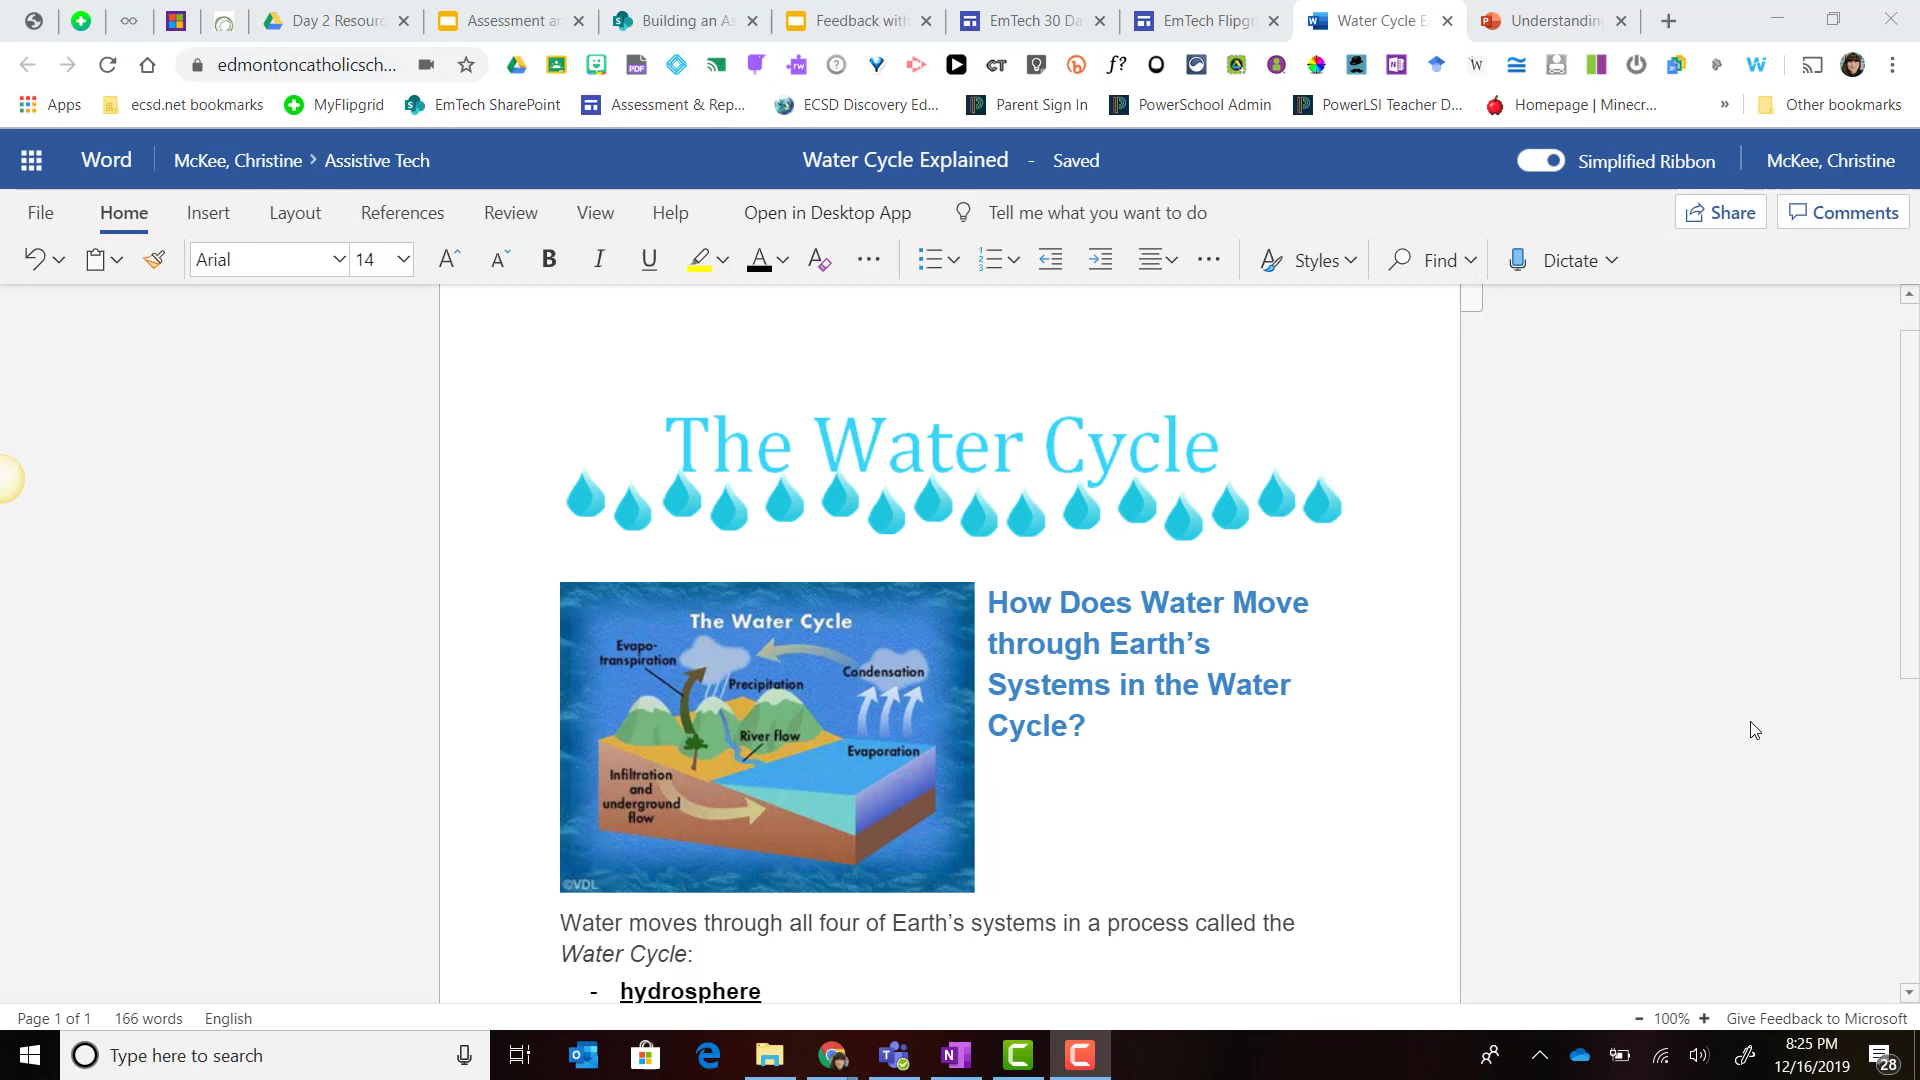 Day 2 Resourc
Assessment an
Building an As
Feedback with
EmTech 30 Da
EmTech Flipgr
Water Cycle E
Understanding
edmontoncatholicsch...
Apps
ecsd.net bookmarks
MyFlipgrid
EmTech SharePoint
Assessment & Rep...
ECSD Discovery Ed...
Parent Sign In
PowerSchool Admin
PowerLSI Teacher D...
Homepage | Minecr...
»
Other bookmarks
Word
McKee, Christine > Assistive Tech
Water Cycle Explained - Saved
Simplified Ribbon
McKee, Christine
File
Home
Insert
Layout
References
Review
View
Help
Open in Desktop App
Tell me what you want to do
Share
Comments
Arial
14
B
I
U
Styles
Find
Dictate
The Water Cycle
The Water Cycle
Evapo-
transpiration
Condensation
Precipitation
River flow
Evaporation
Infiltration
and
underground
flow
©VDL
How Does Water Move
through Earth’s
Systems in the Water
Cycle?
Water moves through all four of Earth’s systems in a process called the
Water Cycle:
- hydrosphere
Page 1 of 1
166 words
English
- 100% +
Give Feedback to Microsoft
Type here to search
8:25 PM
12/16/2019
28